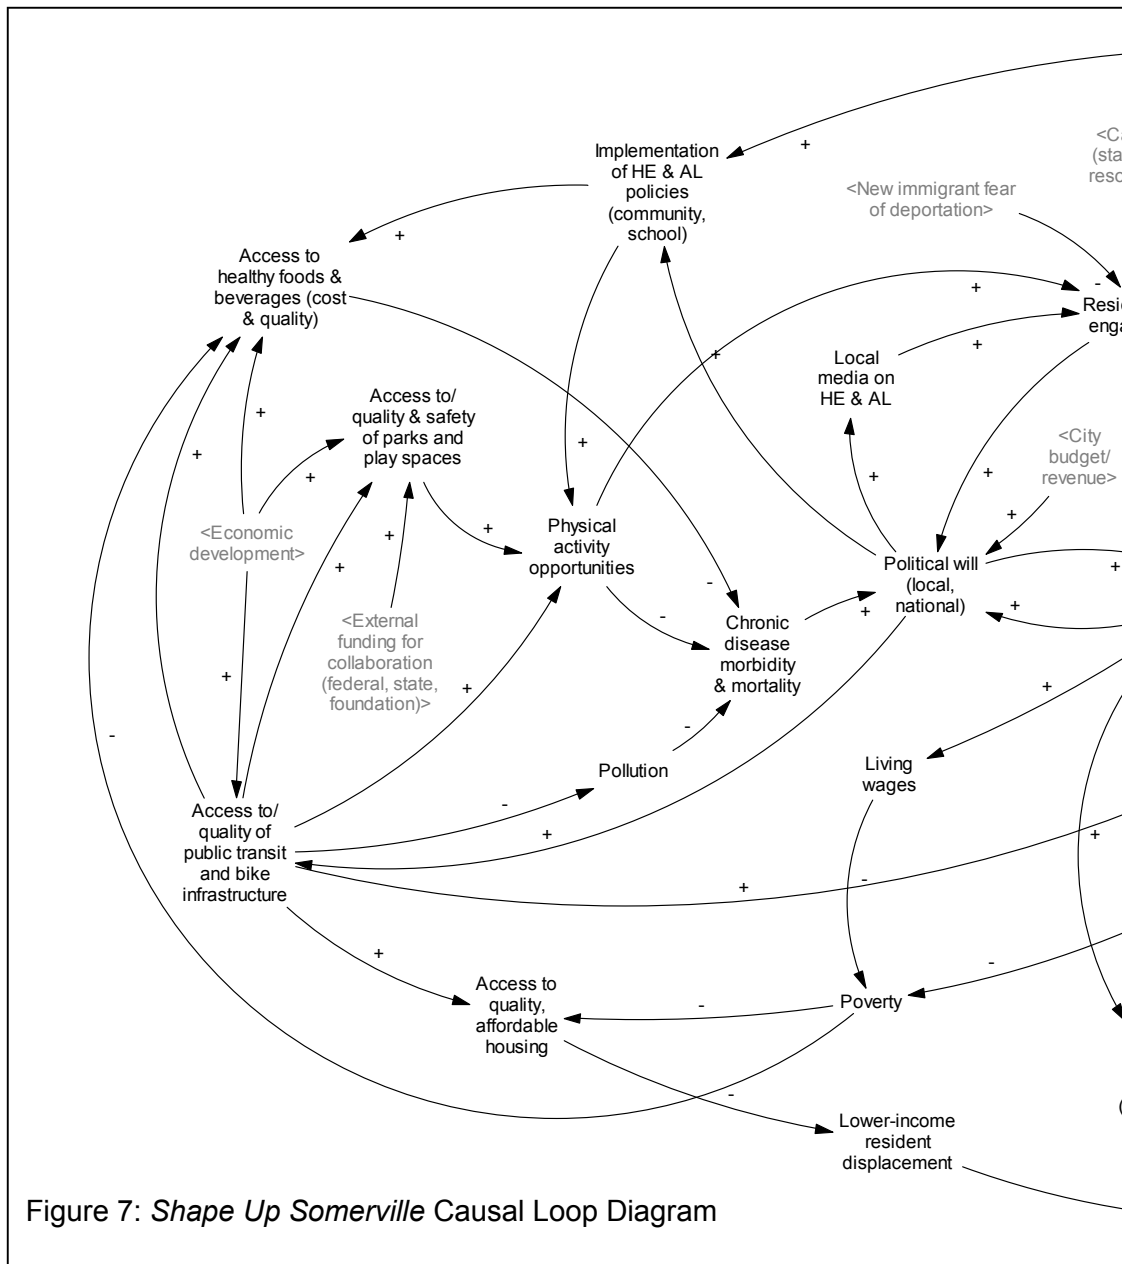 +
Implementation
of HE & AL
policies
(community,
school)
<New immigrant fear
of deportation>
(sta
+
Access to
healthy foods &
beverages (cost
& quality)
+
-
+
Local
media on
HE & AL
+
+
Access to/
quality & safety
of parks and
play spaces
+
+
+
+
+
<City
budget/
revenue>
+
+
+
+
<Economic
development>
+
+
Physical
activity
opportunities
+
Political will
(local,
national)
+
+
+
-
<External
funding for
collaboration
(federal, state,
foundation)>
-
Chronic
disease
morbidity
& mortality
+
+
+
-
-
Pollution
Living
wages
Access to/
quality of
public transit
and bike
infrastructure
-
+
+
+
-
+
-
Access to
quality,
affordable
housing
-
Poverty
-
(
Lower-income
resident
displacement
Figure 7: Shape Up Somerville Causal Loop Diagram